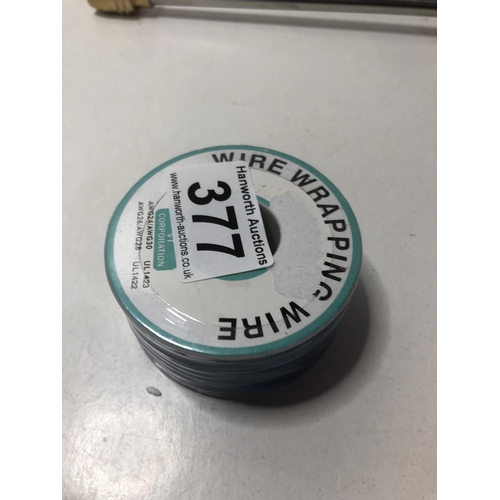 WIRE WRAPPING WIRE
Hanworth Auctions
377
www.hanworth-auctions.co.uk
CORPORATION
AWG24/AWG30 UL1423
AWG26/AWG28 UL1422